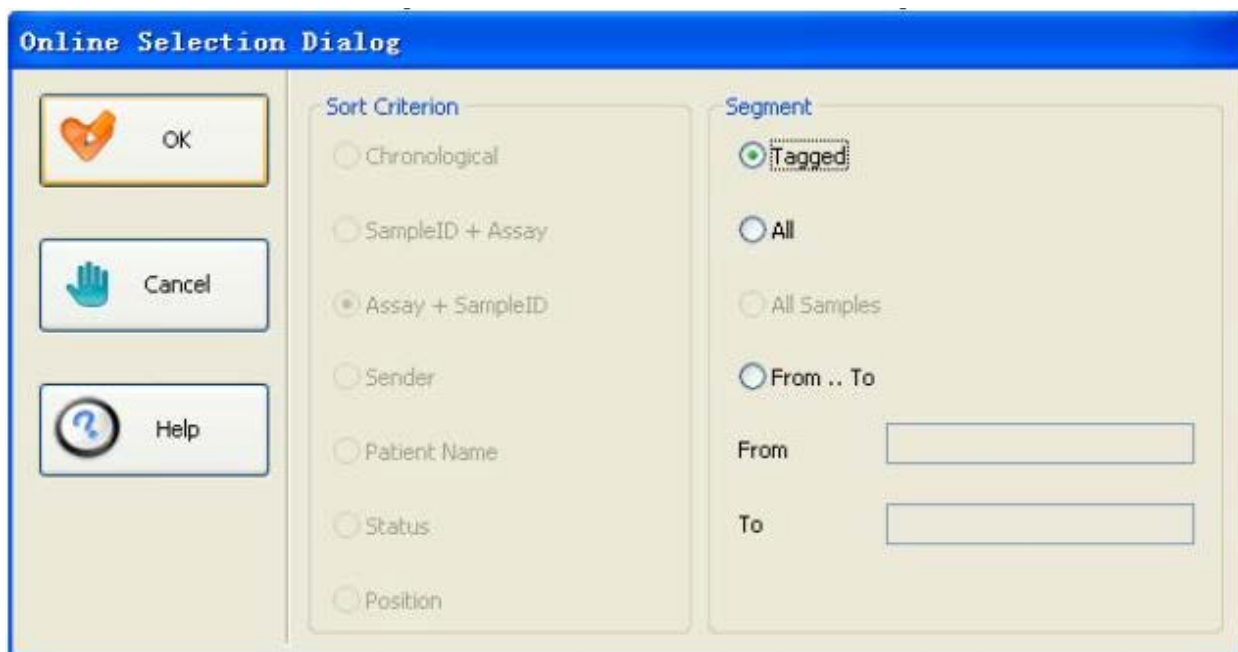 Online Selection Dialog
OK
Cancel
Help
Sort Criterion
Chronological
SampleID + Assay
Assay + SampleID
Sender
Patient Name
Status
Position
Segment
Tagged
All
All Samples
From .. To
From
To